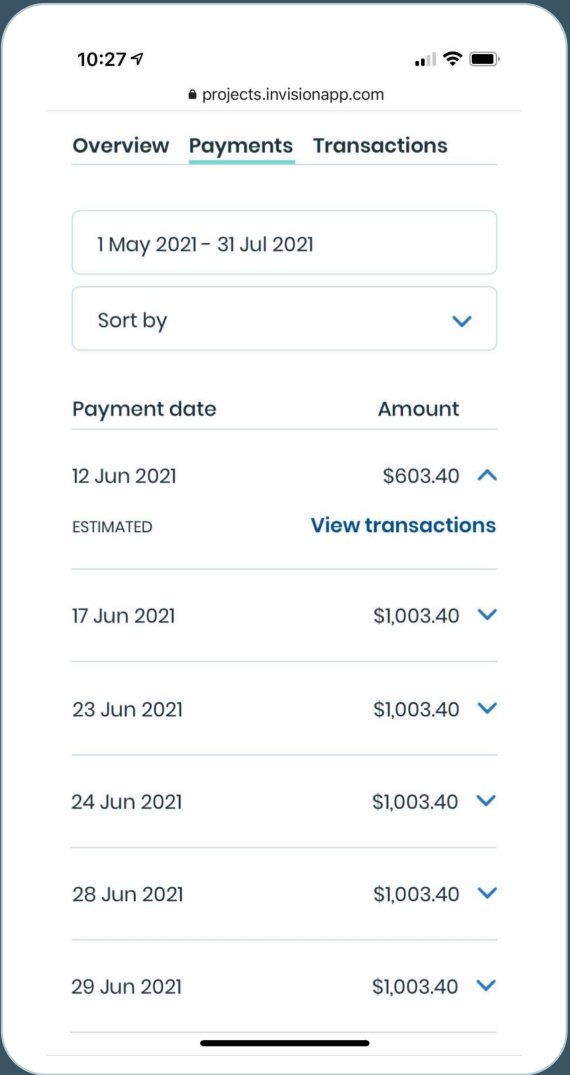 10:27
projects.invisionapp.com
Overview Payments Transactions
1 May 2021 - 31 Jul 2021
Sort by
Payment date Amount
12 Jun 2021 $603.40
ESTIMATED View transactions
17 Jun 2021 $1,003.40
23 Jun 2021 $1,003.40
24 Jun 2021 $1,003.40
28 Jun 2021 $1,003.40
29 Jun 2021 $1,003.40